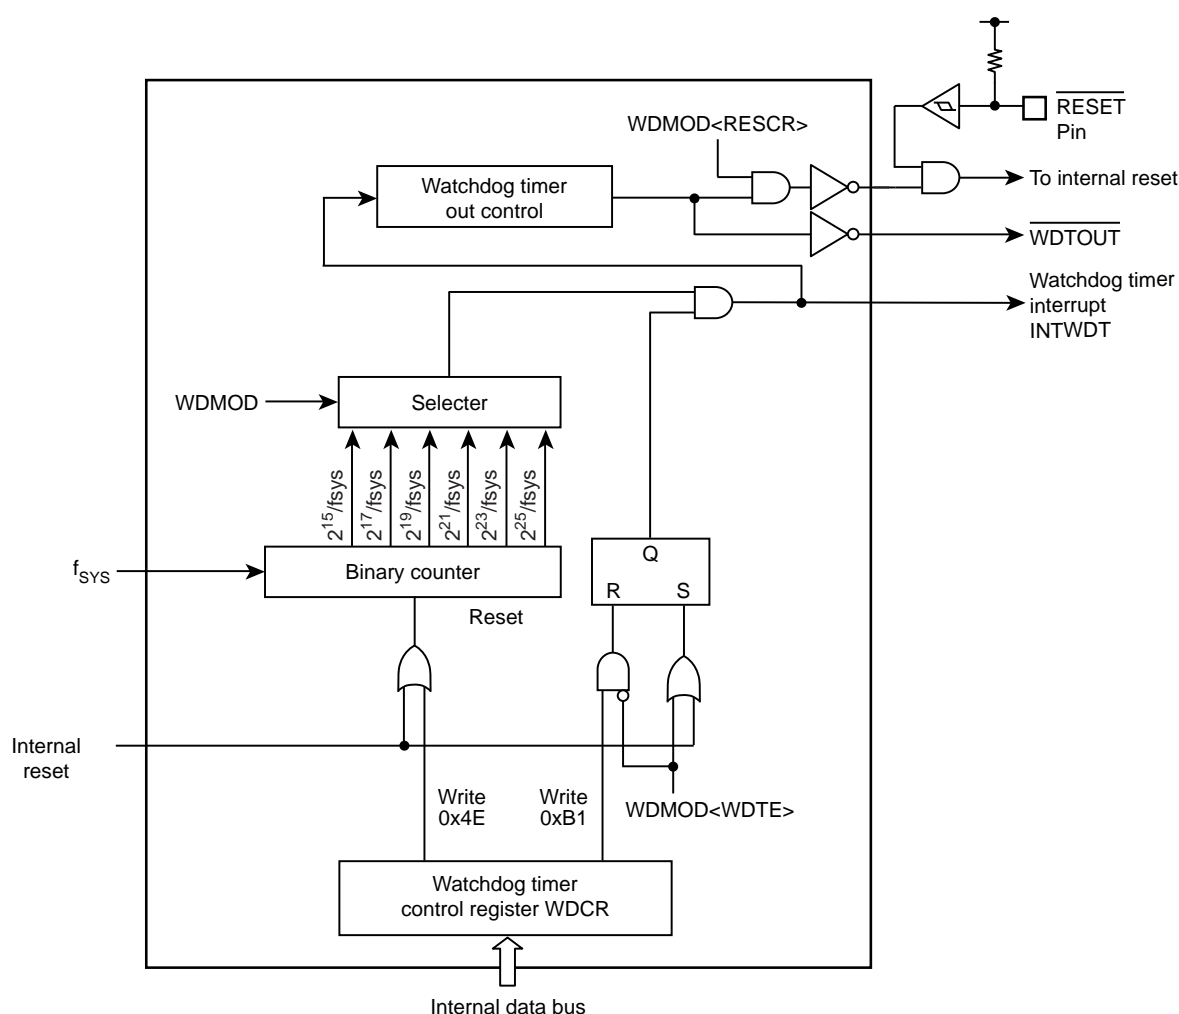 RESET
Pin
WDMOD<RESCR>
Watchdog timer
out control
To internal reset
WDTOUT
Watchdog timer
interrupt
INTWDT
WDMOD
Selecter
2^15/fsys
2^17/fsys
2^19/fsys
2^21/fsys
2^23/fsys
2^25/fsys
fSYS
Binary counter
Reset
Q
R S
Internal
reset
Write
0x4E
Write
0xB1
WDMOD<WDTE>
Watchdog timer
control register WDCR
Internal data bus